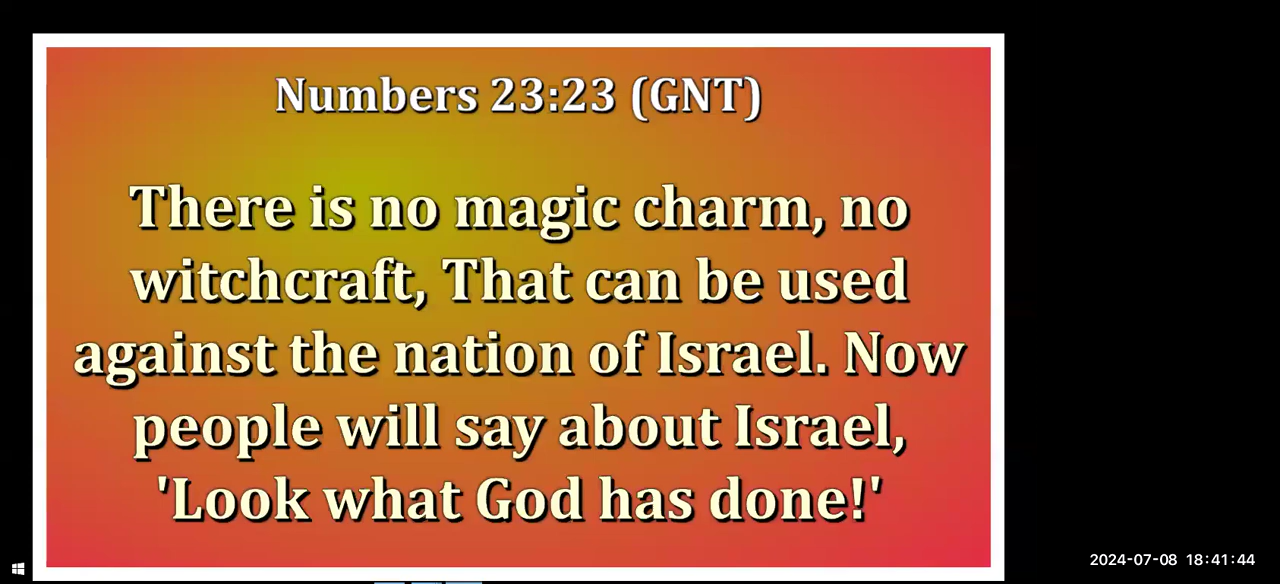 Numbers 23:23 (GNT)
There is no magic charm, no
witchcraft, That can be used
against the nation of Israel. Now
people will say about Israel,
'Look what God has done!'
2024-07-08 18:41:44